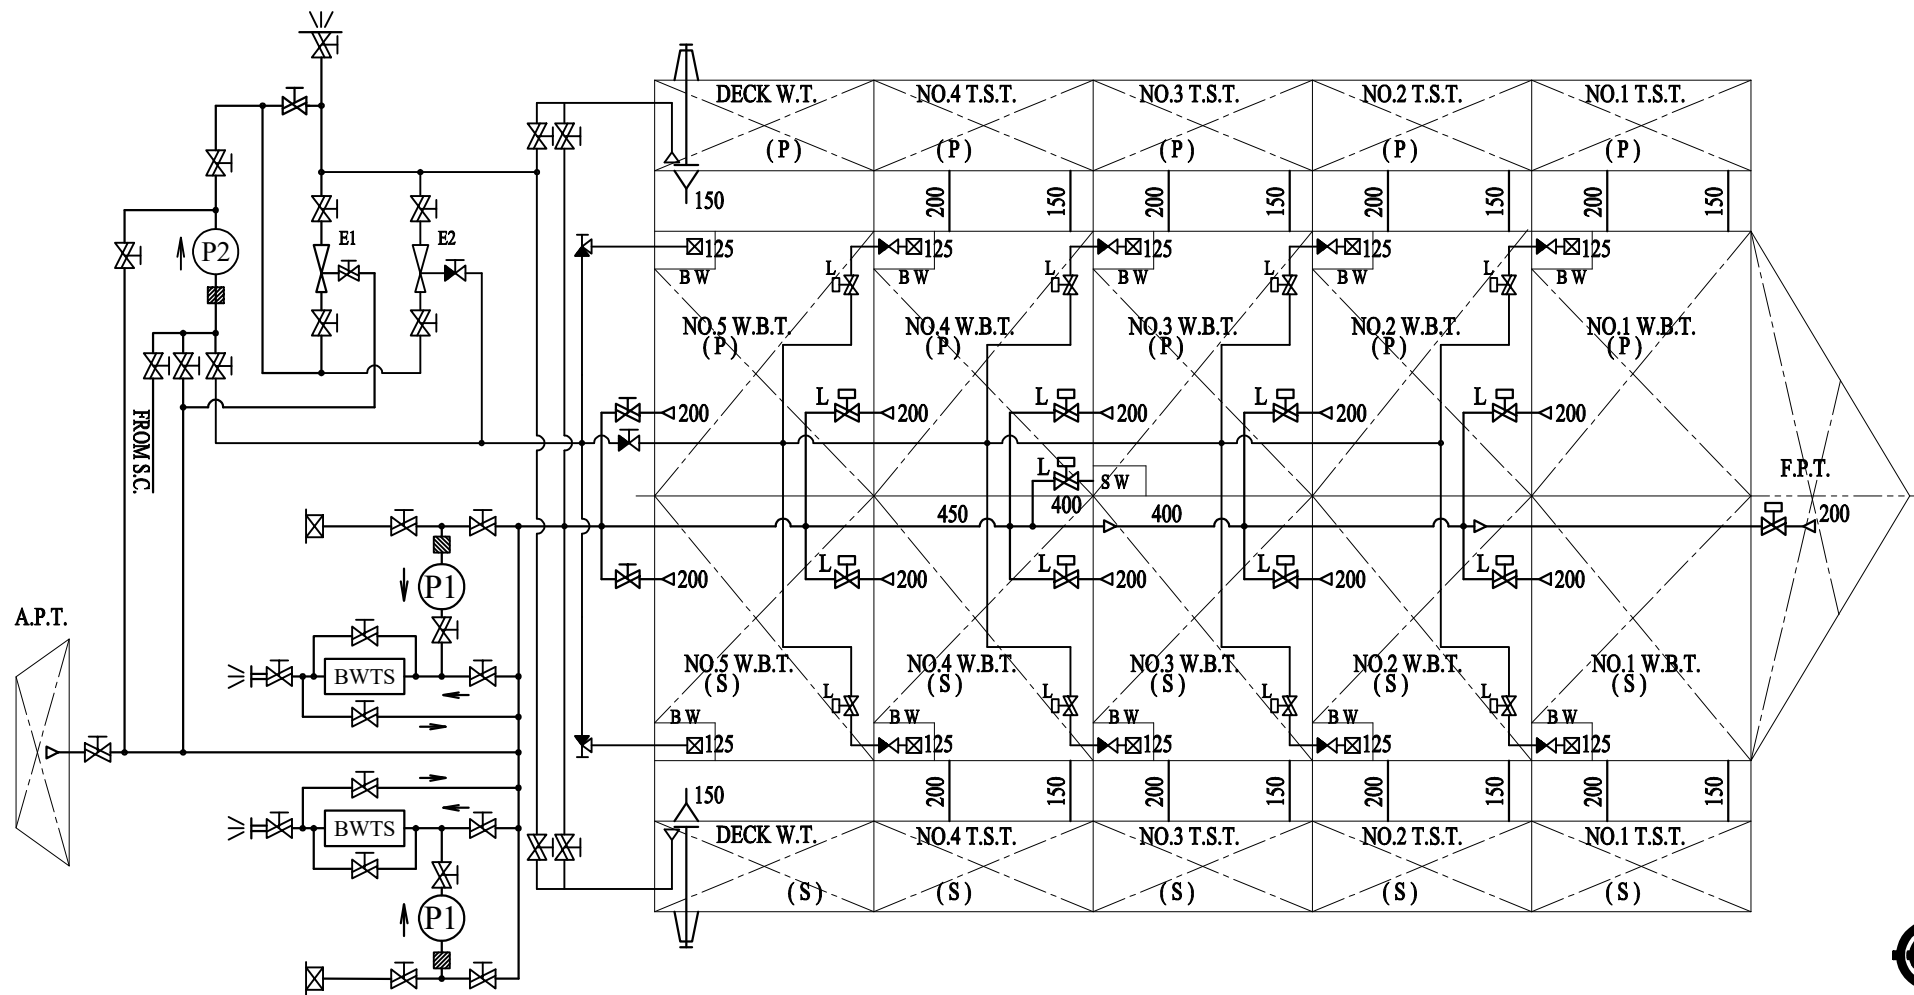 DECK W.T. NO.4 T.S.T. NO.3 T.S.T. NO.2 T.S.T. NO.1 T.S.T.
(P) (P) (P) (P) (P)
150 200 150 200 150 200 150 200 150
P2 E1 E2
125 125 125 125 125
BW BW BW BW BW
L L L L
NO.5 W.B.T. NO.4 W.B.T. NO.3 W.B.T. NO.2 W.B.T. NO.1 W.B.T.
(P) (P) (P) (P) (P)
FROM S.C.
200 L 200 L 200 L 200 L 200
L SW F.P.T.
450 400 400 200
200 L 200 L 200 L 200 L 200
P1
A.P.T.
BWTS
NO.5 W.B.T. NO.4 W.B.T. NO.3 W.B.T. NO.2 W.B.T. NO.1 W.B.T.
(S) (S) (S) (S) (S)
L L L L
BW BW BW BW BW
125 125 125 125 125
150 200 150 200 150 200 150 200 150
BWTS
DECK W.T. NO.4 T.S.T. NO.3 T.S.T. NO.2 T.S.T. NO.1 T.S.T.
(S) (S) (S) (S) (S)
P1